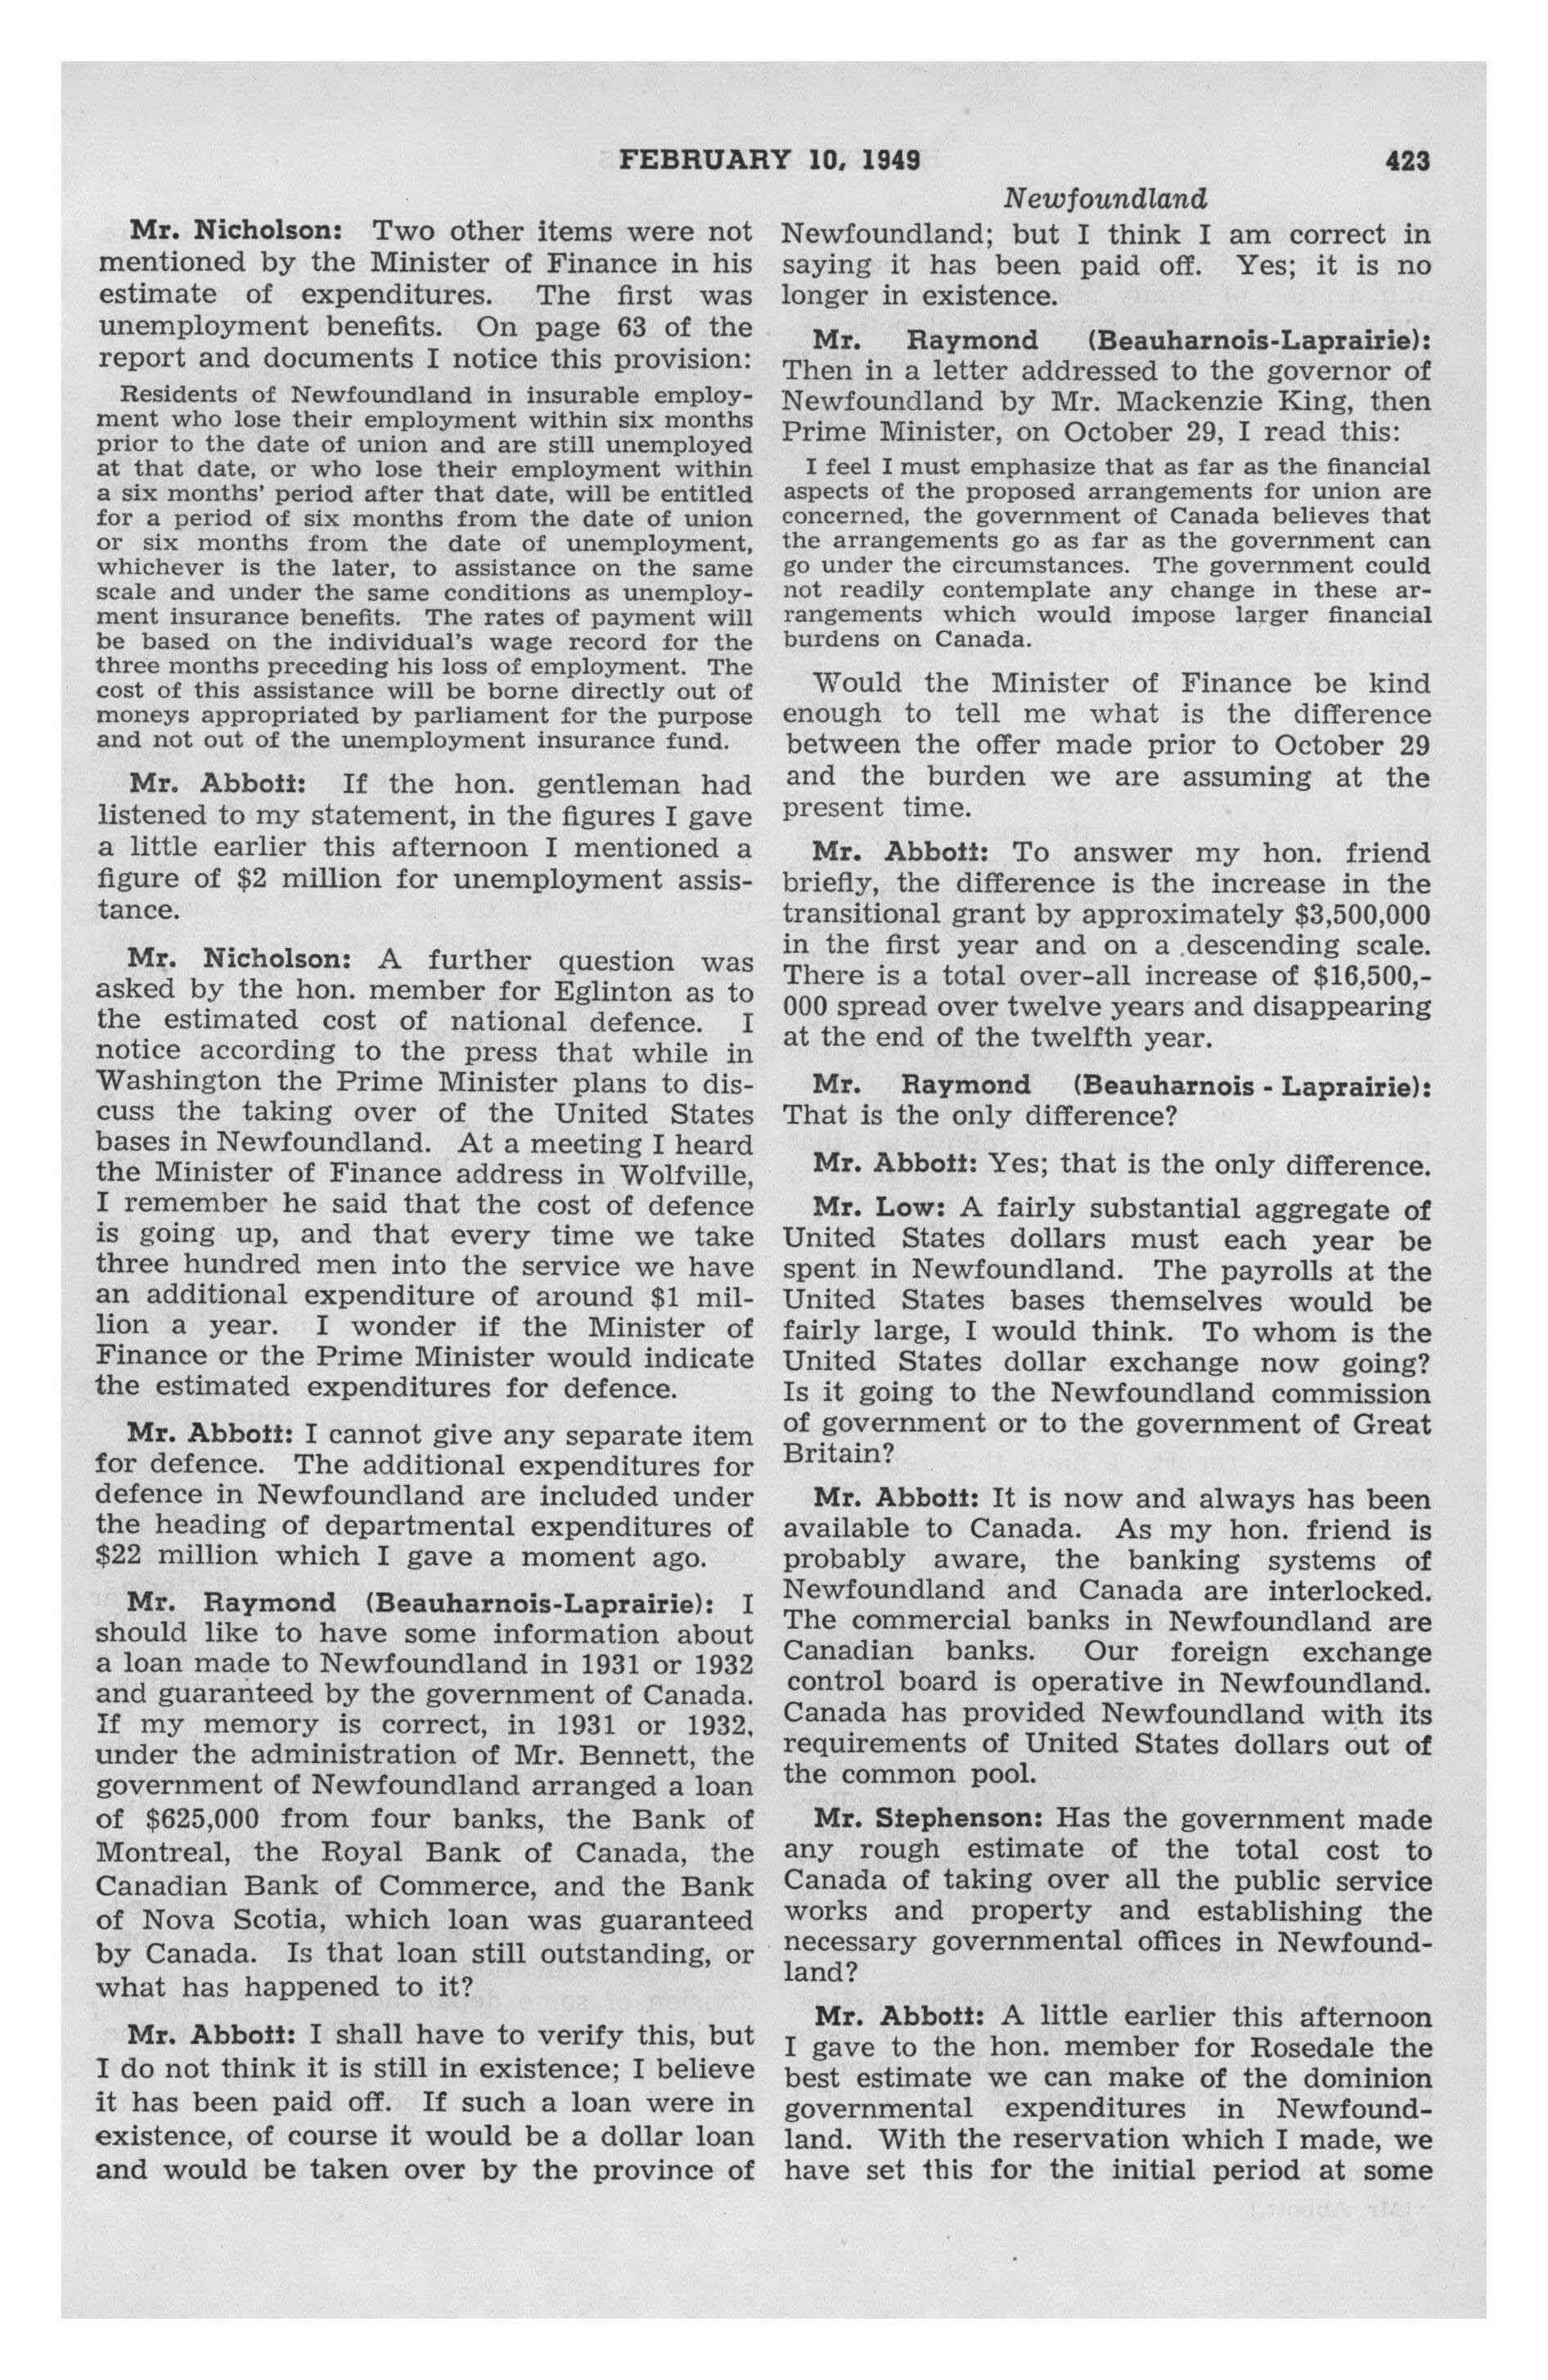 FEBRUARY 10, 1949
423
Newfoundland
Mr. Nicholson: Two other items were not
mentioned by the Minister of Finance in his
estimate of expenditures. The first was
unemployment benefits. On page 63 of the
report and documents I notice this provision:
Residents of Newfoundland in insurable employ-
ment who lose their employment within six months
prior to the date of union and are still unemployed
at that date, or who lose their employment within
a six months' period after that date, will be entitled
for a period of six months from the date of union
or six months from the date of unemployment,
whichever is the later, to assistance on the same
scale and under the same conditions as unemploy-
ment insurance benefits. The rates of payment will
be based on the individual's wage record for the
three months preceding his loss of employment. The
cost of this assistance will be borne directly out of
moneys appropriated by parliament for the purpose
and not out of the unemployment insurance fund.
Mr. Abbott: If the hon. gentleman had
listened to my statement, in the figures I gave
a little earlier this afternoon I mentioned a
figure of $2 million for unemployment assis-
tance.
Mr. Nicholson: A further question was
asked by the hon. member for Eglinton as to
the estimated cost of national defence. I
notice according to the press that while in
Washington the Prime Minister plans to dis-
cuss the taking over of the United States
bases in Newfoundland. At a meeting I heard
the Minister of Finance address in Wolfville,
I remember he said that the cost of defence
is going up, and that every time we take
three hundred men into the service we have
an additional expenditure of around $1 mil-
lion a year. I wonder if the Minister of
Finance or the Prime Minister would indicate
the estimated expenditures for defence.
Mr. Abbott: I cannot give any separate item
for defence. The additional expenditures for
defence in Newfoundland are included under
the heading of departmental expenditures of
$22 million which I gave a moment ago.
Mr. Raymond (Beauharnois-Laprairie): I
should like to have some information about
a loan made to Newfoundland in 1931 or 1932
and guaranteed by the government of Canada.
If my memory is correct, in 1931 or 1932,
under the administration of Mr. Bennett, the
government of Newfoundland arranged a loan
of $625,000 from four banks, the Bank of
Montreal, the Royal Bank of Canada, the
Canadian Bank of Commerce, and the Bank
of Nova Scotia, which loan was guaranteed
by Canada. Is that loan still outstanding, or
what has happened to it?
Mr. Abbott: I shall have to verify this, but
I do not think it is still in existence; I believe
it has been paid off. If such a loan were in
existence, of course it would be a dollar loan
and would be taken over by the province of
Newfoundland; but I think I am correct in
saying it has been paid off. Yes; it is no
longer in existence.
Mr. Raymond (Beauharnois-Laprairie):
Then in a letter addressed to the governor of
Newfoundland by Mr. Mackenzie King, then
Prime Minister, on October 29, I read this:
I feel I must emphasize that as far as the financial
aspects of the proposed arrangements for union are
concerned, the government of Canada believes that
the arrangements go as far as the government can
go under the circumstances. The government could
not readily contemplate any change in these ar-
rangements which would impose larger financial
burdens on Canada.
Would the Minister of Finance be kind
enough to tell me what is the difference
between the offer made prior to October 29
and the burden we are assuming at the
present time.
Mr. Abbott: To answer my hon. friend
briefly, the difference is the increase in the
transitional grant by approximately $3,500,000
in the first year and on a descending scale.
There is a total over-all increase of $16,500,-
000 spread over twelve years and disappearing
at the end of the twelfth year.
Mr. Raymond (Beauharnois - Laprairie):
That is the only difference?
Mr. Abbott: Yes; that is the only difference.
Mr. Low: A fairly substantial aggregate of
United States dollars must each year be
spent in Newfoundland. The payrolls at the
United States bases themselves would be
fairly large, I would think. To whom is the
United States dollar exchange now going?
Is it going to the Newfoundland commission
of government or to the government of Great
Britain?
Mr. Abbott: It is now and always has been
available to Canada. As my hon. friend is
probably aware, the banking systems of
Newfoundland and Canada are interlocked.
The commercial banks in Newfoundland are
Canadian banks. Our foreign exchange
control board is operative in Newfoundland.
Canada has provided Newfoundland with its
requirements of United States dollars out of
the common pool.
Mr. Stephenson: Has the government made
any rough estimate of the total cost to
Canada of taking over all the public service
works and property and establishing the
necessary governmental offices in Newfound-
land?
Mr. Abbott: A little earlier this afternoon
I gave to the hon. member for Rosedale the
best estimate we can make of the dominion
governmental expenditures in Newfound-
land. With the reservation which I made, we
have set this for the initial period at some